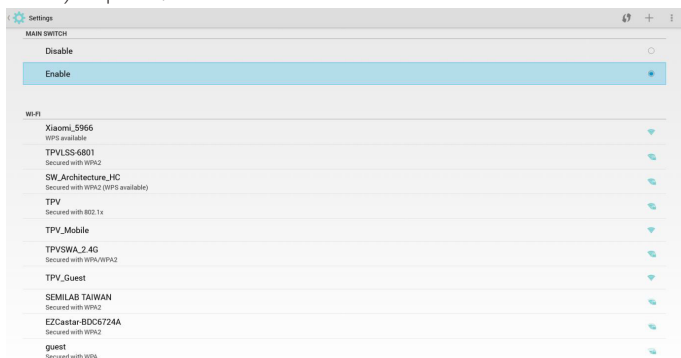 Settings
MAIN SWITCH
Disable
Enable
WI-FI
Xiaomi_5966
WPS available
TPVLSS-6801
Secured with WPA2
SW_Architecture_HC
Secured with WPA2 (WPS available)
TPV
Secured with 802.1x
TPV_Mobile
TPVSWA_2.4G
Secured with WPA/WPA2
TPV_Guest
SEMILAB TAIWAN
Secured with WPA2
EZCastar-BDC6724A
Secured with WPA2
guest
Secured with WPA